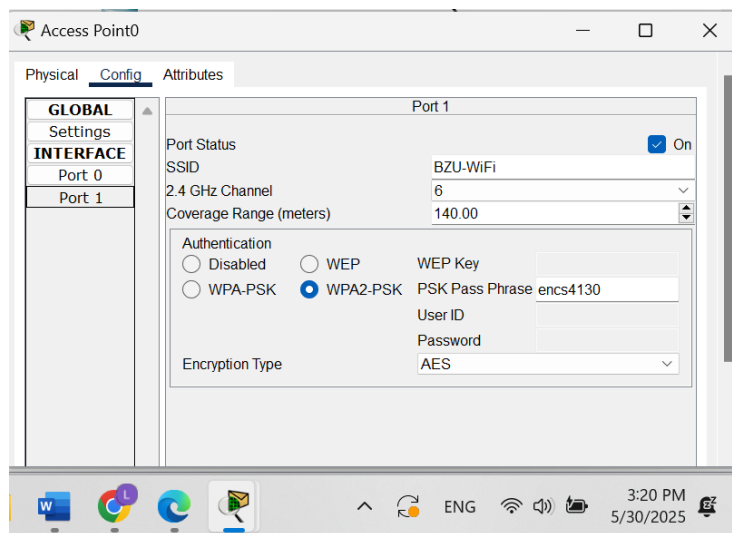 Access Point0
Physical Config Attributes
GLOBAL
Settings
INTERFACE
Port 0
Port 1
Port 1
Port Status On
SSID BZU-WiFi
2.4 GHz Channel 6
Coverage Range (meters) 140.00
Authentication
Disabled WEP WEP Key
WPA-PSK WPA2-PSK PSK Pass Phrase encs4130
User ID
Password
Encryption Type AES
W L ENG 3:20 PM
5/30/2025